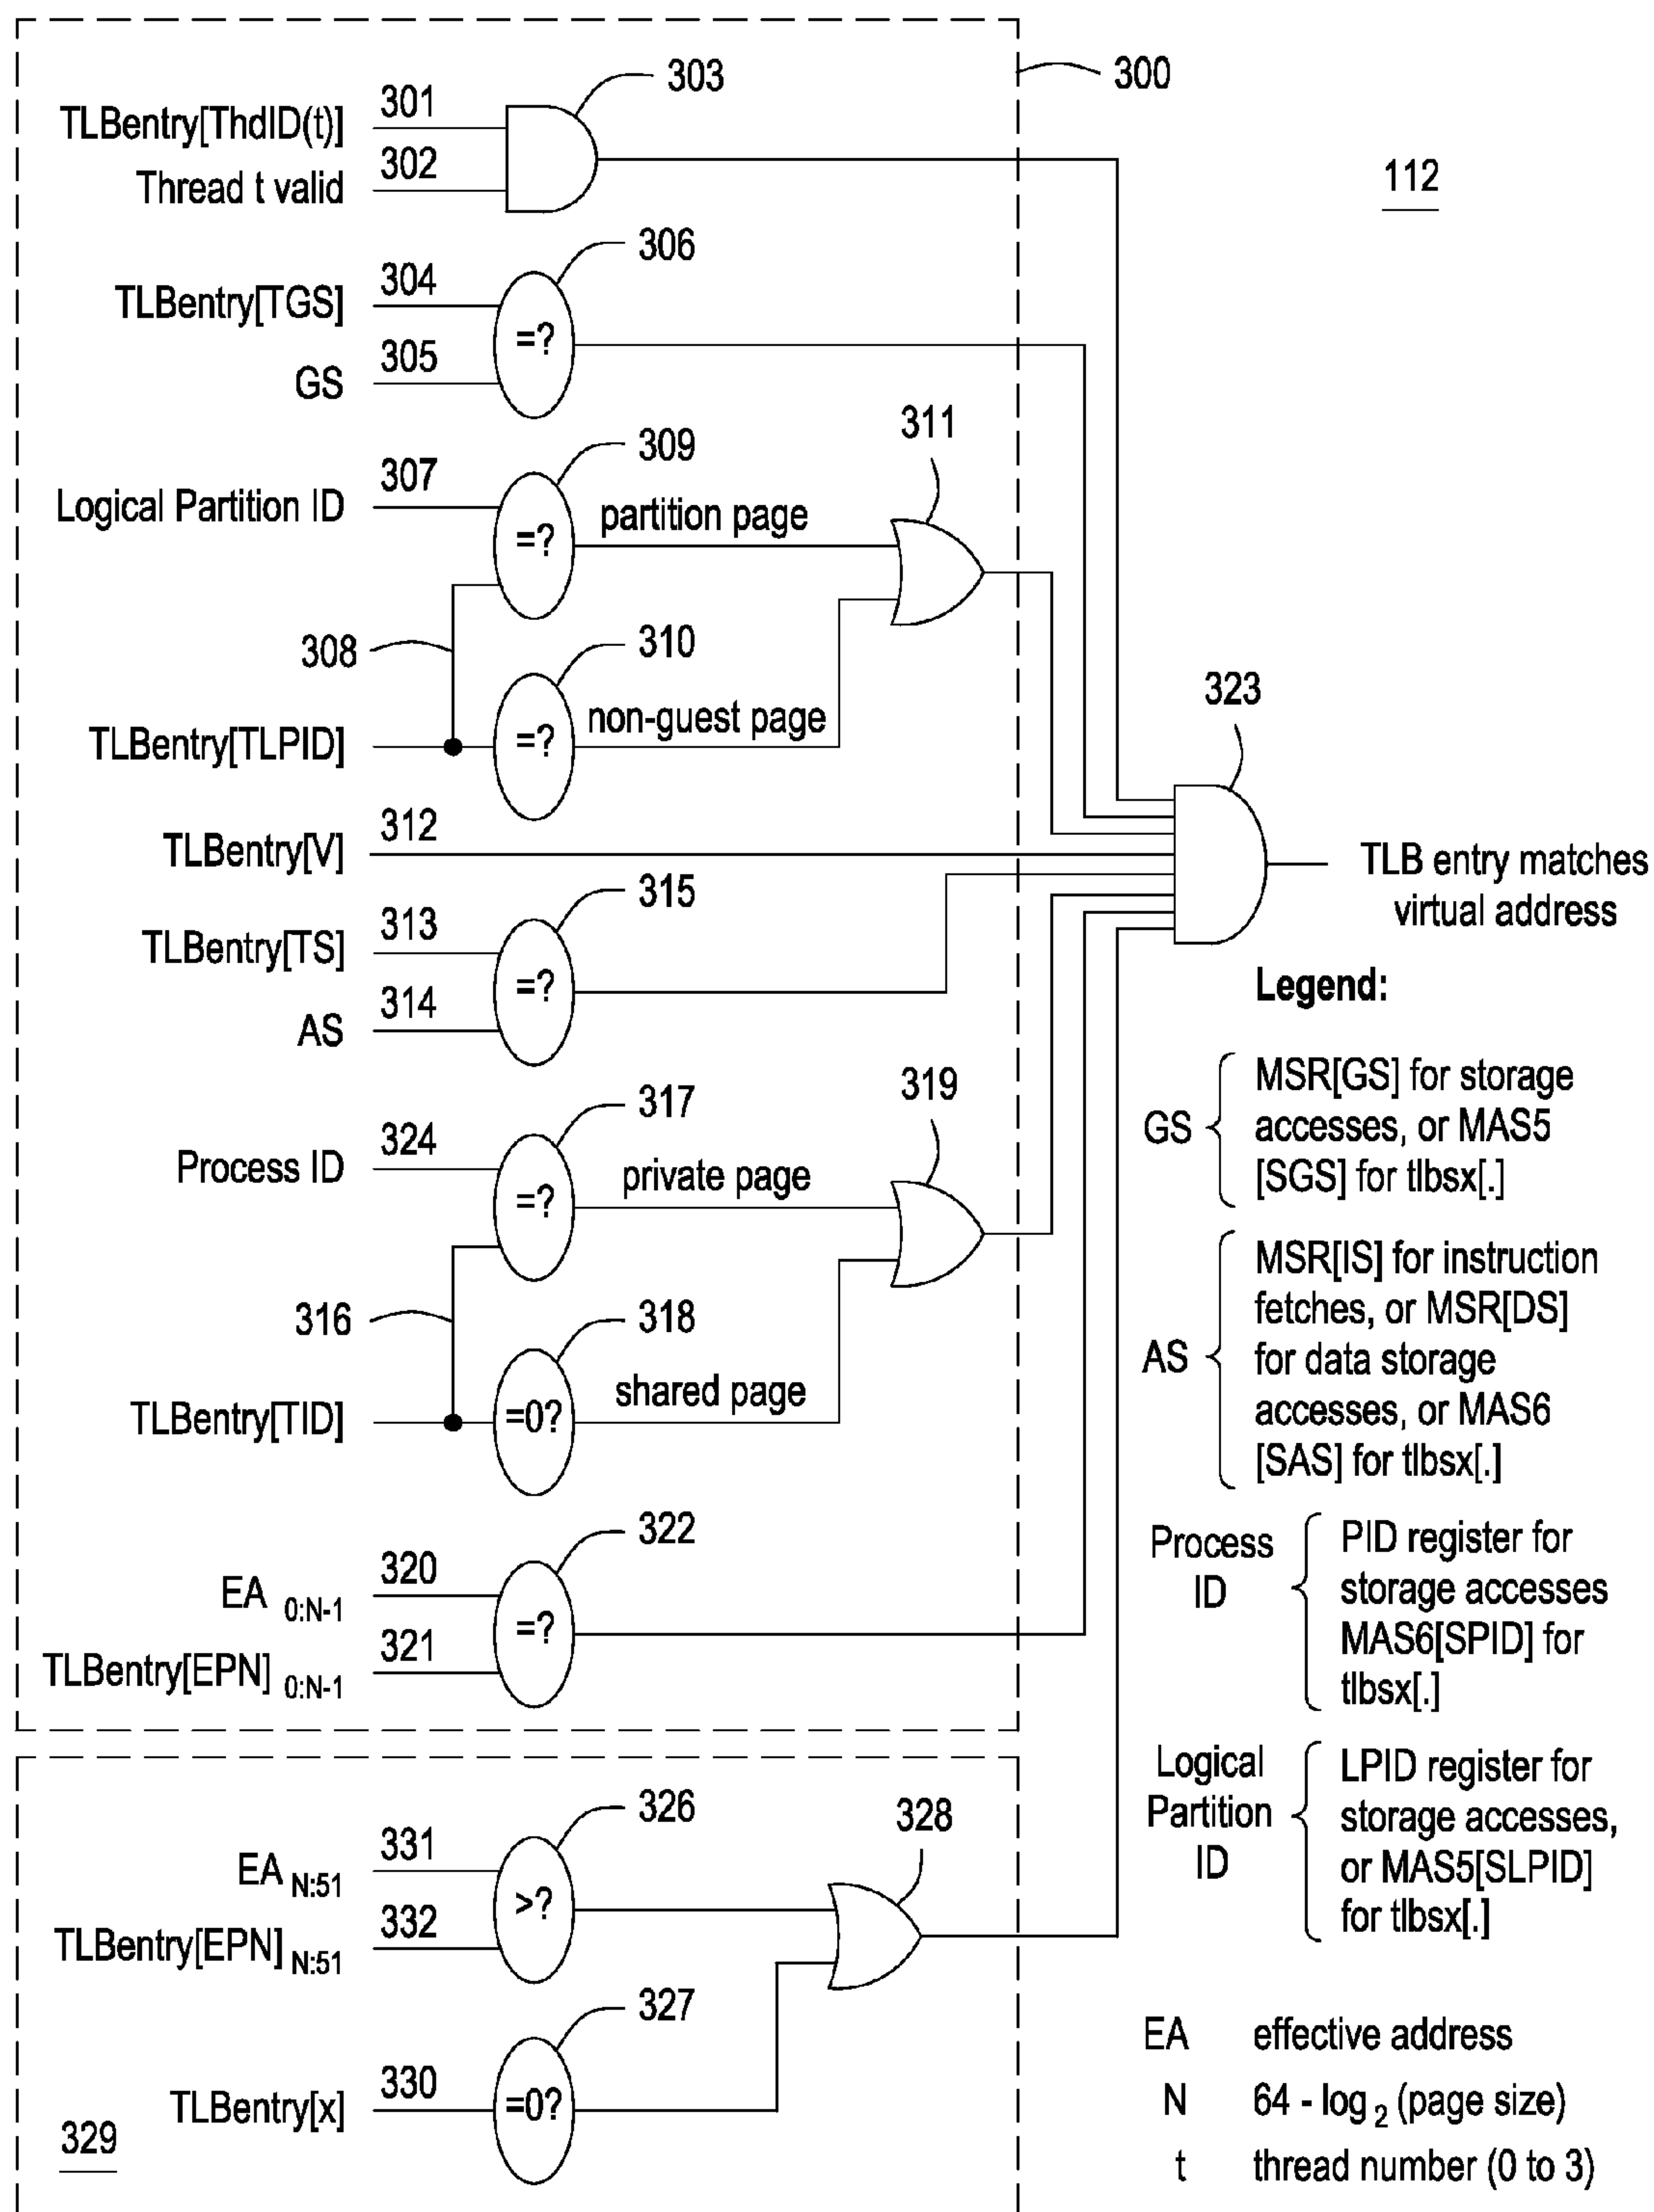 301
303
300
TLBentry[ThdID(t)]
302
Thread t valid
112
306
304
TLBentry[TGS]
=?
305
GS
311
309
307
Logical Partition ID
partition page
=?
308
310
non-guest page
323
TLBentry[TLPID]
=?
312
TLBentry[V]
TLB entry matches
virtual address
315
313
TLBentry[TS]
=?
314
AS
317
319
324
Process ID
private page
=?
316
318
shared page
TLBentry[TID]
=0?
322
320
EA 0:N-1
=?
321
TLBentry[EPN] 0:N-1
326
328
331
EA N:51
>?
332
TLBentry[EPN] N:51
327
330
TLBentry[x]
=0?
329
Legend:
GS
MSR[GS] for storage
accesses, or MAS5
[SGS] for tlbsx[.]
AS
MSR[IS] for instruction
fetches, or MSR[DS]
for data storage
accesses, or MAS6
[SAS] for tlbsx[.]
Process
ID
PID register for
storage accesses
MAS6[SPID] for
tlbsx[.]
Logical
Partition
ID
LPID register for
storage accesses,
or MAS5[SLPID]
for tlbsx[.]
EA effective address
N 64 - log 2 (page size)
t thread number (0 to 3)